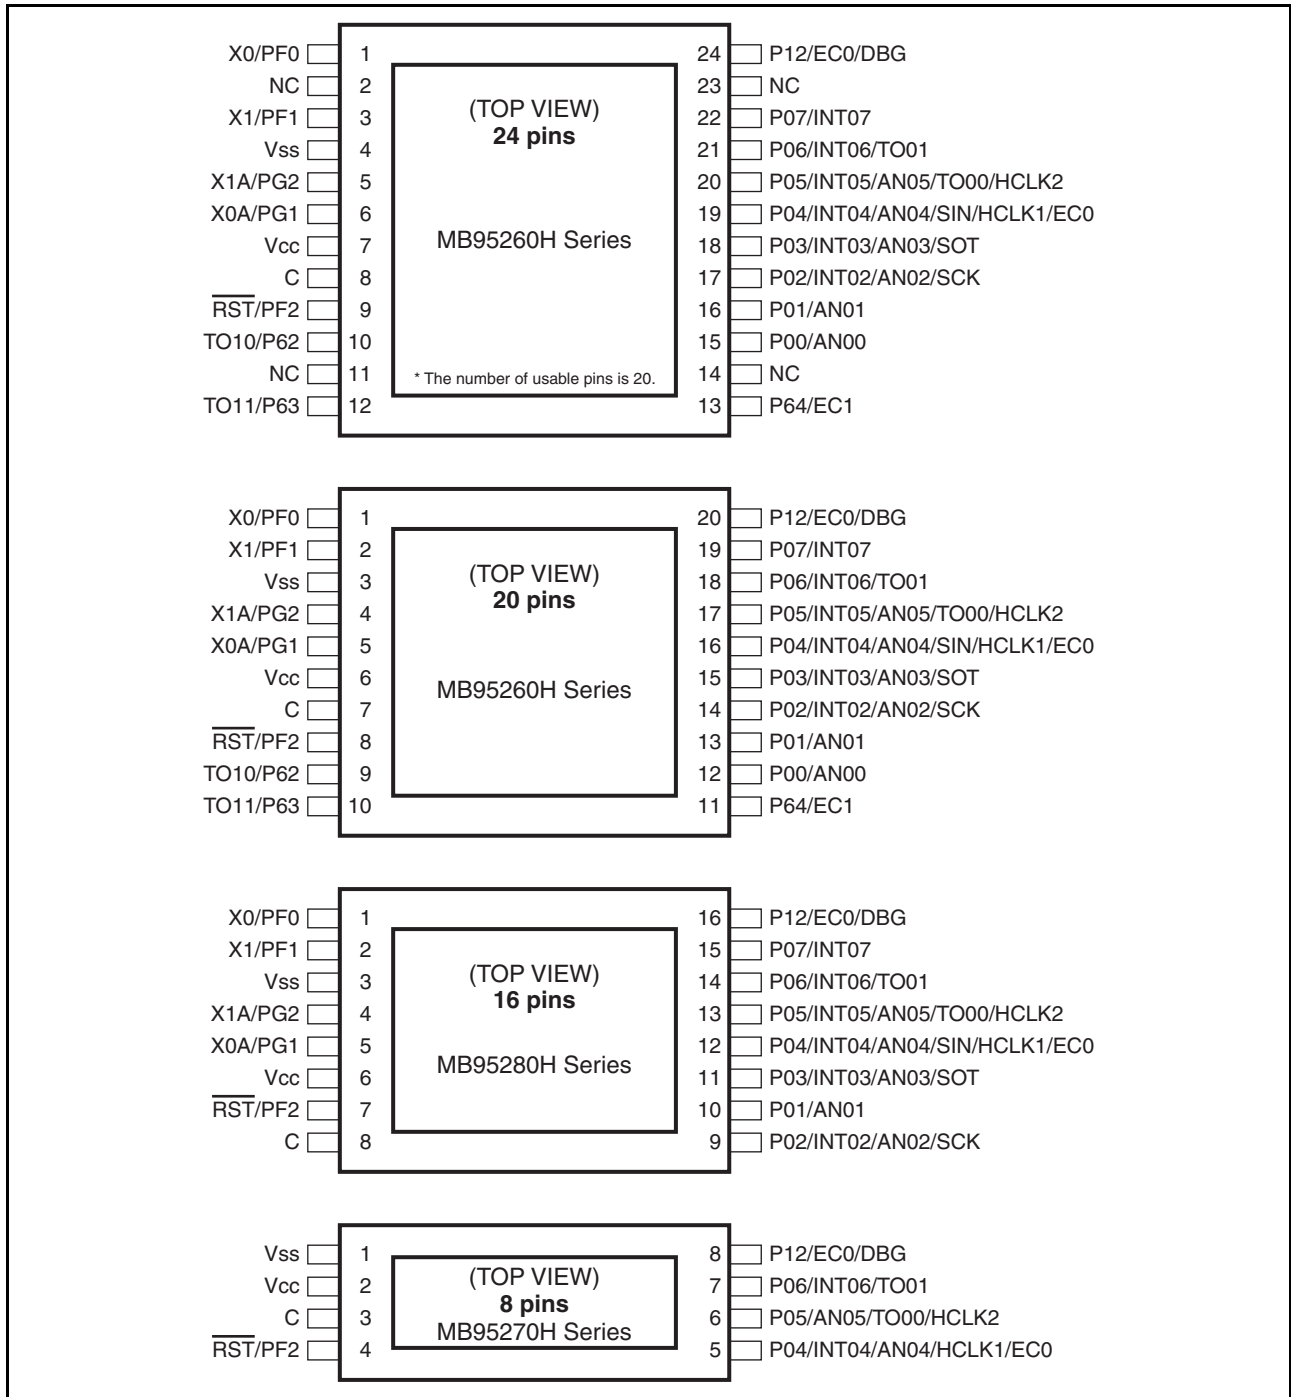 X0/PF0 1 24 P12/EC0/DBG
NC 2 23 NC
X1/PF1 3 (TOP VIEW) 22 P07/INT07
Vss 4 24 pins 21 P06/INT06/TO01
X1A/PG2 5 20 P05/INT05/AN05/TO00/HCLK2
X0A/PG1 6 19 P04/INT04/AN04/SIN/HCLK1/EC0
Vcc 7 MB95260H Series 18 P03/INT03/AN03/SOT
C 8 17 P02/INT02/AN02/SCK
RST/PF2 9 16 P01/AN01
TO10/P62 10 15 P00/AN00
NC 11 * The number of usable pins is 20. 14 NC
TO11/P63 12 13 P64/EC1
X0/PF0 1 20 P12/EC0/DBG
X1/PF1 2 19 P07/INT07
Vss 3 (TOP VIEW) 18 P06/INT06/TO01
X1A/PG2 4 20 pins 17 P05/INT05/AN05/TO00/HCLK2
X0A/PG1 5 16 P04/INT04/AN04/SIN/HCLK1/EC0
Vcc 6 MB95260H Series 15 P03/INT03/AN03/SOT
C 7 14 P02/INT02/AN02/SCK
RST/PF2 8 13 P01/AN01
TO10/P62 9 12 P00/AN00
TO11/P63 10 11 P64/EC1
X0/PF0 1 16 P12/EC0/DBG
X1/PF1 2 15 P07/INT07
Vss 3 (TOP VIEW) 14 P06/INT06/TO01
X1A/PG2 4 16 pins 13 P05/INT05/AN05/TO00/HCLK2
X0A/PG1 5 12 P04/INT04/AN04/SIN/HCLK1/EC0
Vcc 6 MB95280H Series 11 P03/INT03/AN03/SOT
RST/PF2 7 10 P01/AN01
C 8 9 P02/INT02/AN02/SCK
Vss 1 8 P12/EC0/DBG
Vcc 2 (TOP VIEW) 7 P06/INT06/TO01
C 3 8 pins 6 P05/AN05/TO00/HCLK2
RST/PF2 4 MB95270H Series 5 P04/INT04/AN04/HCLK1/EC0